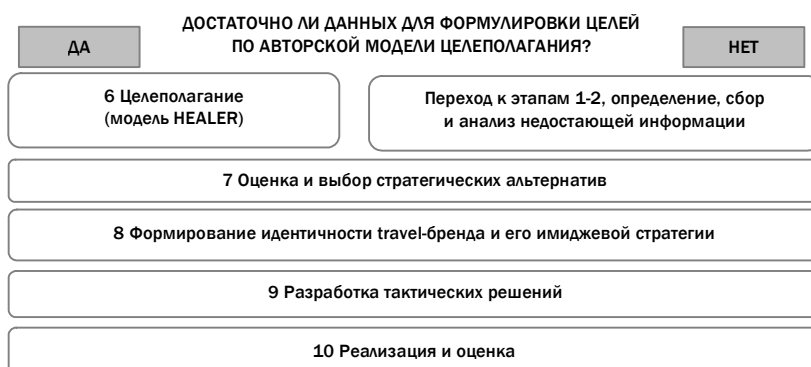 ДОСТАТОЧНО ЛИ ДАННЫХ ДЛЯ ФОРМУЛИРОВКИ ЦЕЛЕЙ
ПО АВТОРСКОЙ МОДЕЛИ ЦЕЛЕПОЛАГАНИЯ?
ДА
НЕТ
6 Целеполагание
(модель HEALER)
Переход к этапам 1-2, определение, сбор
и анализ недостающей информации
7 Оценка и выбор стратегических альтернатив
8 Формирование идентичности travel-бренда и его имиджевой стратегии
9 Разработка тактических решений
10 Реализация и оценка